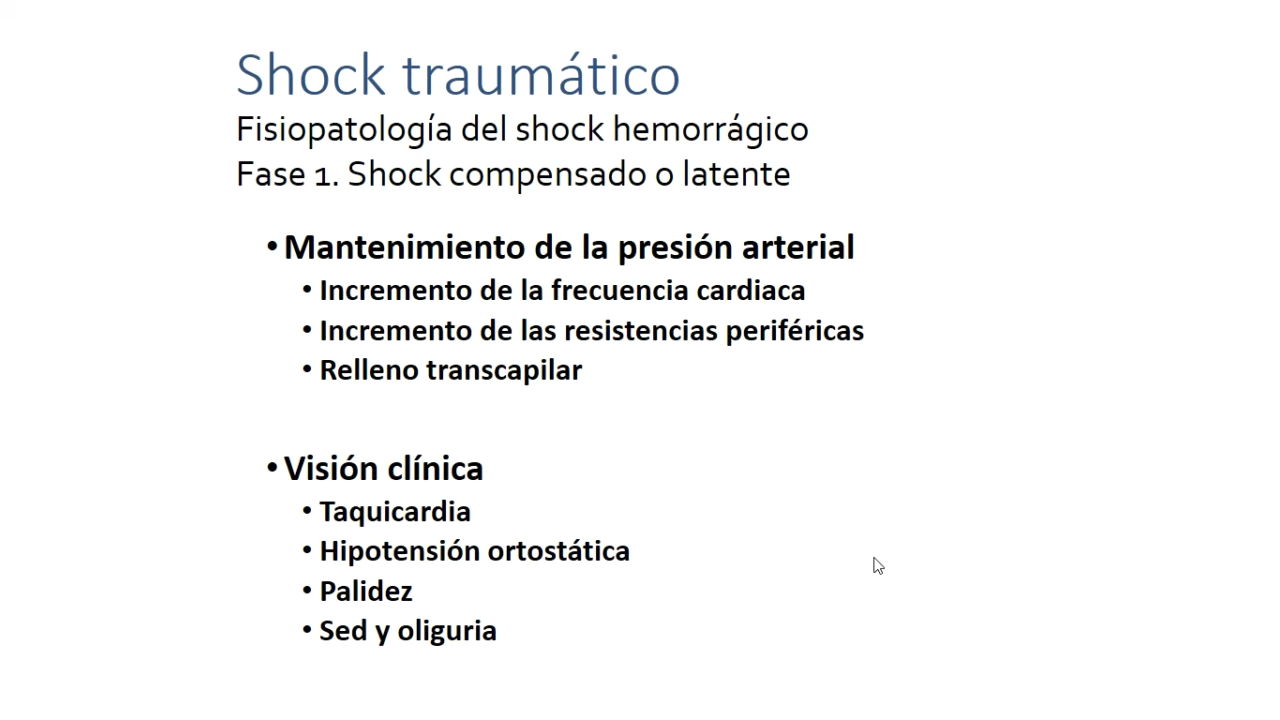 Shock traumático
Fisiopatología del shock hemorrágico
Fase 1. Shock compensado o latente
• Mantenimiento de la presión arterial
• Incremento de la frecuencia cardiaca
• Incremento de las resistencias periféricas
• Relleno transcapilar
• Visión clínica
• Taquicardia
• Hipotensión ortostática
• Palidez
• Sed y oliguria